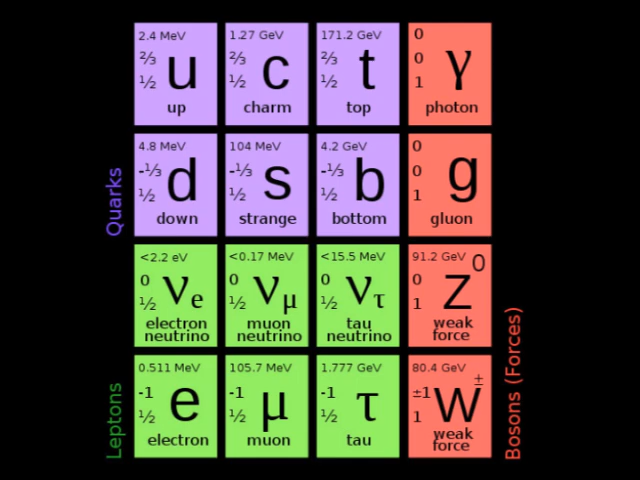 2.4 MeV
⅔
½
u
up
1.27 GeV
⅔
½
c
charm
171.2 GeV
⅔
½
t
top
0
0
1
γ
photon
Quarks
4.8 MeV
-⅓
½
d
down
104 MeV
-⅓
½
s
strange
4.2 GeV
-⅓
½
b
bottom
0
0
1
g
gluon
<2.2 eV
0
½
νe
electron
neutrino
<0.17 MeV
0
½
νμ
muon
neutrino
<15.5 MeV
0
½
ντ
tau
neutrino
91.2 GeV
0
1
Z0
weak
force
Leptons
0.511 MeV
-1
½
e
electron
105.7 MeV
-1
½
μ
muon
1.777 GeV
-1
½
τ
tau
80.4 GeV
±1
1
W±
weak
force
Bosons (Forces)